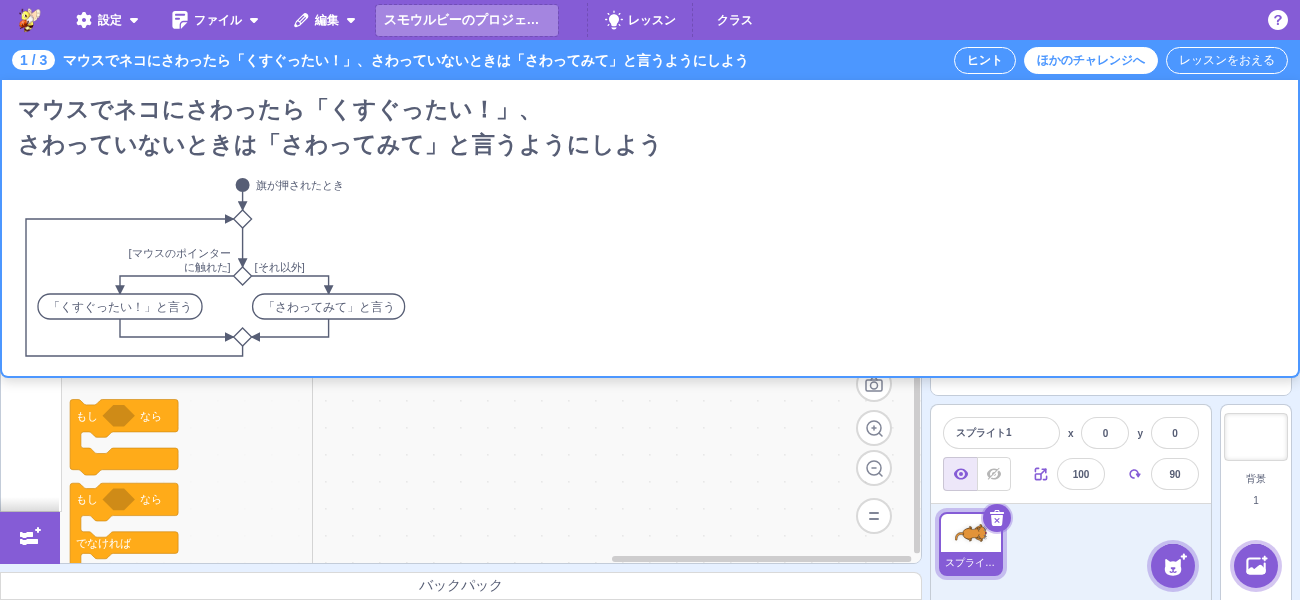 設定
ファイル
編集
スモウルビーのプロジェ…
レッスン
クラス
?
1 / 3
マウスでネコにさわったら「くすぐったい！」、さわっていないときは「さわってみて」と言うようにしよう
ヒント
ほかのチャレンジへ
レッスンをおえる
マウスでネコにさわったら「くすぐったい！」、
さわっていないときは「さわってみて」と言うようにしよう
旗が押されたとき
[マウスのポインター
に触れた]
[それ以外]
「くすぐったい！」と言う
「さわってみて」と言う
もし なら
もし なら
でなければ
スプライト1
x
0
y
0
100
90
背景
1
スプライ…
バックパック